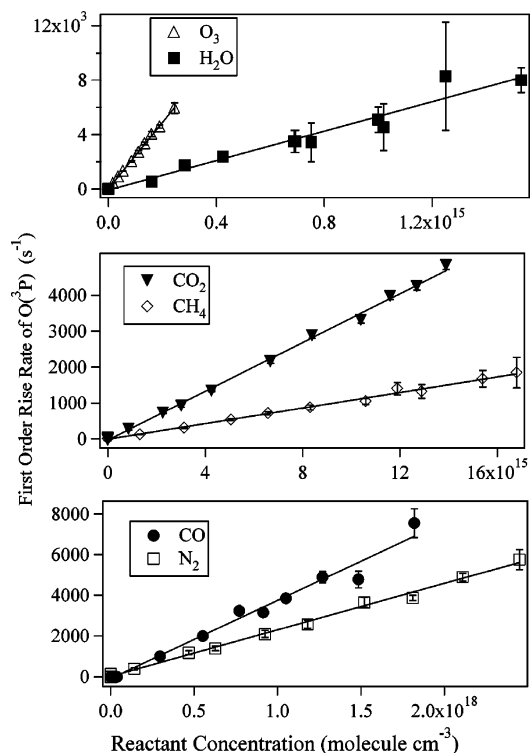 12x10³
8
4
0
O₃
H₂O
0.0
0.4
0.8
1.2x10¹⁵
First Order Rise Rate of O(³P) (s⁻¹)
4000
3000
2000
1000
0
CO₂
CH₄
0
4
8
12
16x10¹⁵
8000
6000
4000
2000
0
CO
N₂
0.0
0.5
1.0
1.5
2.0x10¹⁸
Reactant Concentration (molecule cm⁻³)